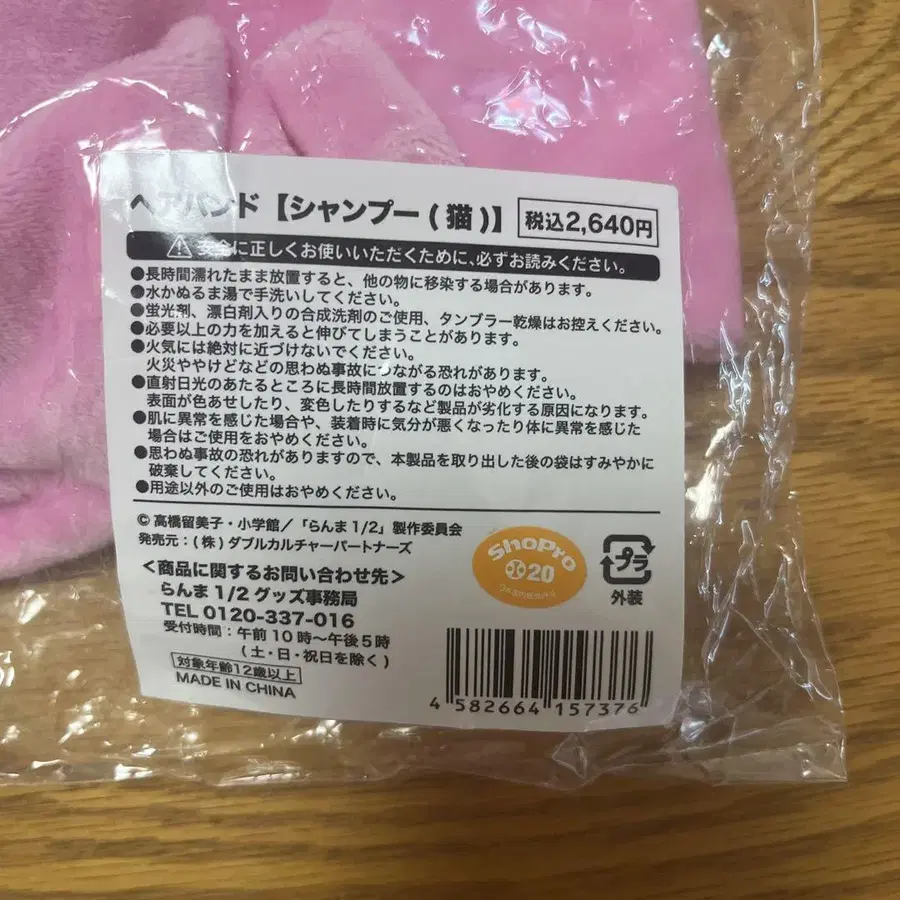 ヘアバンド【シャンプー(猫)】 税込2,640円
安全に正しくお使いいただくために、必ずお読みください。
●長時間濡れたまま放置すると、他の物に移染する場合があります。
●水かぬるま湯で手洗いしてください。
●蛍光剤、漂白剤入りの合成洗剤のご使用、タンブラー乾燥はお控えください。
●必要以上の力を加えると伸びてしまうことがあります。
●火気には絶対に近づけないでください。
火災ややけどなどの思わぬ事故につながる恐れがあります。
●直射日光のあたるところに長時間放置するのはおやめください。
表面が色あせしたり、変色したりするなど製品が劣化する原因になります。
●肌に異常を感じた場合や、装着時に気分が悪くなったり体に異常を感じた
場合はご使用をおやめください。
●思わぬ事故の恐れがありますので、本製品を取り出した後の袋はすみやかに
破棄してください。
●用途以外のご使用はおやめください。
© 高橋留美子・小学館／「らんま1/2」製作委員会
発売元：(株)ダブルカルチャーパートナーズ
＜商品に関するお問い合わせ先＞
らんま1/2グッズ事務局
TEL 0120-337-016
受付時間：午前10時～午後5時
(土・日・祝日を除く)
対象年齢12歳以上
MADE IN CHINA
ShoPro
20
プラ
外装
4 582664 157376